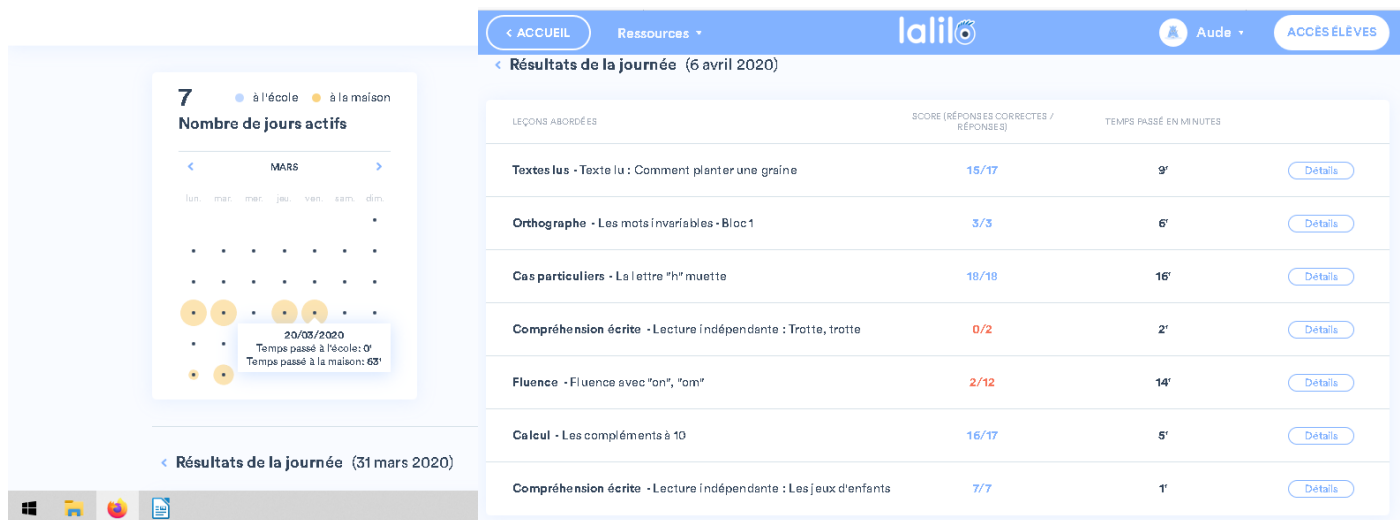 7
à l'école
à la maison
Nombre de jours actifs
MARS
lun. mar. mer. jeu. ven. sam. dim.
20/03/2020
Temps passé à l'école: 0'
Temps passé à la maison: 63'
Résultats de la journée (31 mars 2020)
< ACCUEIL
Ressources
lalilo
Aude
ACCÈS ÉLÈVES
Résultats de la journée (6 avril 2020)
LEÇONS ABORDÉES
SCORE (RÉPONSES CORRECTES /
RÉPONSES)
TEMPS PASSÉ EN MINUTES
Textes lus - Texte lu : Comment planter une graine 15/17 9' Détails
Orthographe - Les mots invariables - Bloc 1 3/3 6' Détails
Cas particuliers - La lettre "h" muette 18/18 16' Détails
Compréhension écrite - Lecture indépendante : Trotte, trotte 0/2 2' Détails
Fluence - Fluence avec "on", "om" 2/12 14' Détails
Calcul - Les compléments à 10 16/17 5' Détails
Compréhension écrite - Lecture indépendante : Les jeux d'enfants 7/7 1' Détails